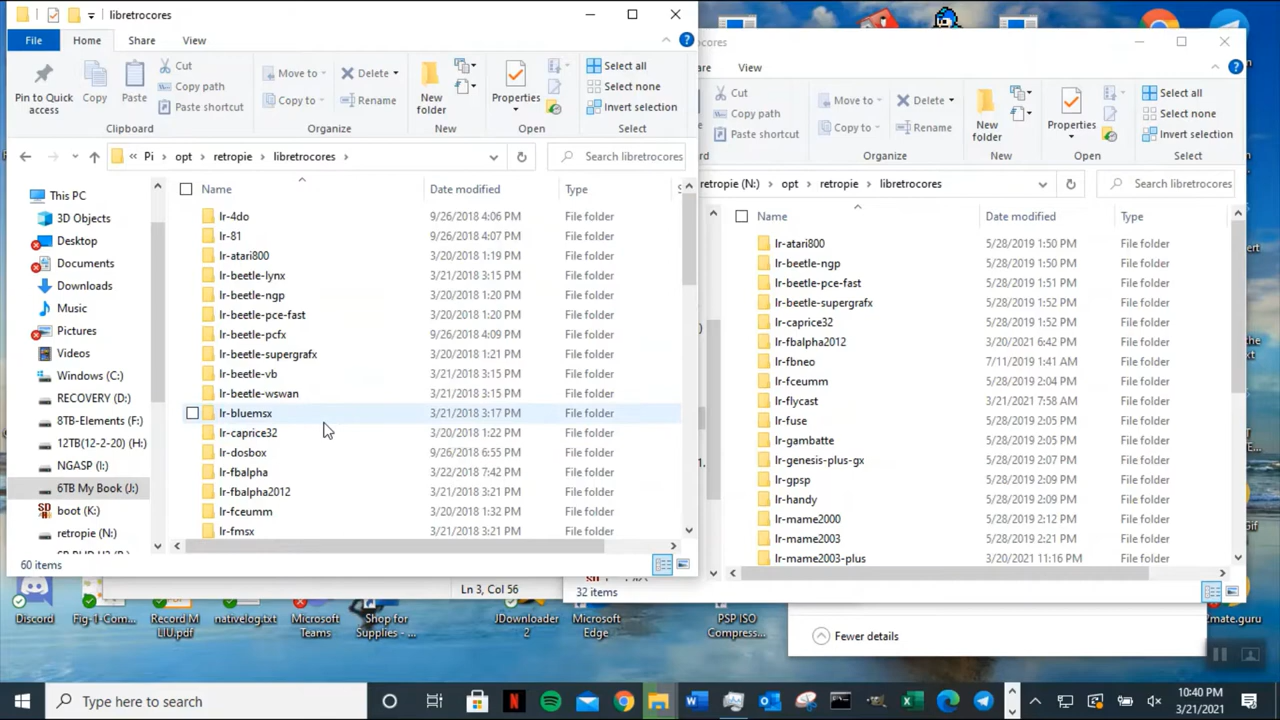 libretrocores
File Home Share View
Pin to Quick access
Copy
Paste
Cut
Copy path
Paste shortcut
Clipboard
Move to
Copy to
Delete
Rename
Organize
New folder
New
Properties
Open
Select all
Select none
Invert selection
Select
« Pi > opt > retropie > libretrocores >
Search libretrocores
This PC
3D Objects
Desktop
Documents
Downloads
Music
Pictures
Videos
Windows (C:)
RECOVERY (D:)
8TB-Elements (F:)
12TB(12-2-20) (H:)
NGASP (I:)
6TB My Book (J:)
boot (K:)
retropie (N:)
Name Date modified Type
lr-4do 9/26/2018 4:06 PM File folder
lr-81 9/26/2018 4:07 PM File folder
lr-atari800 3/20/2018 1:19 PM File folder
lr-beetle-lynx 3/21/2018 3:15 PM File folder
lr-beetle-ngp 3/20/2018 1:20 PM File folder
lr-beetle-pce-fast 3/20/2018 1:20 PM File folder
lr-beetle-pcfx 9/26/2018 4:09 PM File folder
lr-beetle-supergrafx 3/20/2018 1:21 PM File folder
lr-beetle-vb 3/21/2018 3:15 PM File folder
lr-beetle-wswan 3/21/2018 3:15 PM File folder
lr-bluemsx 3/21/2018 3:17 PM File folder
lr-caprice32 3/20/2018 1:22 PM File folder
lr-dosbox 9/26/2018 6:55 PM File folder
lr-fbalpha 3/22/2018 7:42 PM File folder
lr-fbalpha2012 3/21/2018 3:21 PM File folder
lr-fceumm 3/20/2018 1:32 PM File folder
lr-fmsx 3/21/2018 3:21 PM File folder
60 items
Ln 3, Col 56
ocores
are View
Cut
Copy path
Paste shortcut
ard
Move to
Copy to
Delete
Rename
Organize
New folder
New
Properties
Open
Select all
Select none
Invert selection
Select
retropie (N:) > opt > retropie > libretrocores
Search libretrocores
Name Date modified Type
lr-atari800 5/28/2019 1:50 PM File folder
lr-beetle-ngp 5/28/2019 1:50 PM File folder
lr-beetle-pce-fast 5/28/2019 1:51 PM File folder
lr-beetle-supergrafx 5/28/2019 1:52 PM File folder
lr-caprice32 5/28/2019 1:52 PM File folder
lr-fbalpha2012 3/20/2021 6:42 PM File folder
lr-fbneo 7/11/2019 1:41 AM File folder
lr-fceumm 5/28/2019 2:04 PM File folder
lr-flycast 3/21/2021 7:58 AM File folder
lr-fuse 5/28/2019 2:05 PM File folder
lr-gambatte 5/28/2019 2:05 PM File folder
lr-genesis-plus-gx 5/28/2019 2:07 PM File folder
lr-gpsp 5/28/2019 2:09 PM File folder
lr-handy 5/28/2019 2:09 PM File folder
lr-mame2000 5/28/2019 2:12 PM File folder
lr-mame2003 5/28/2019 2:21 PM File folder
lr-mame2003-plus 3/20/2021 11:16 PM File folder
32 items
Fewer details
Discord
Fig-1-Com...
Record M LIU.pdf
nativelog.txt
Microsoft Teams
Shop for Supplies - ...
JDownloader 2
Microsoft Edge
PSP ISO Compress...
Zmate.guru
Type here to search
10:40 PM
3/21/2021